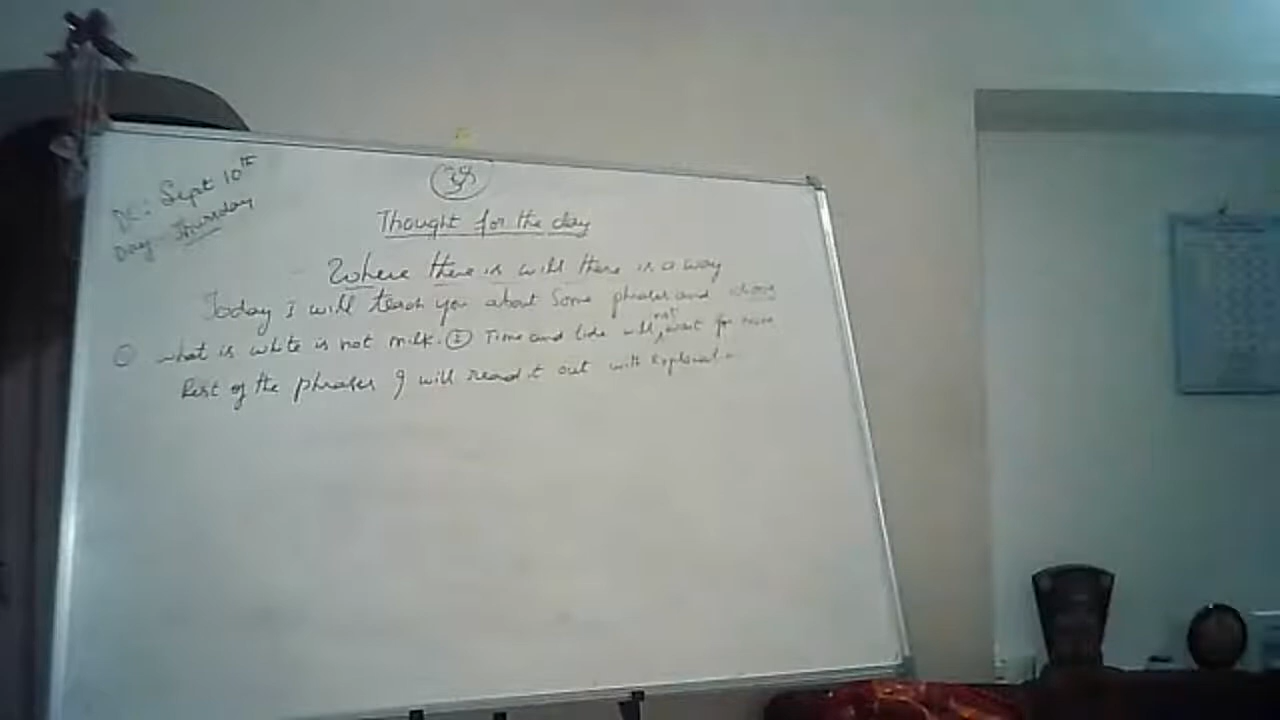 Dt: Sept 10th
Day Thursday
ॐ
Thought for the day
Where there is will there is a way
Today I will teach you about Some phrases and
① what is white is not milk. ② Time and tide will not wait for none
Rest of the phrases I will read it out with